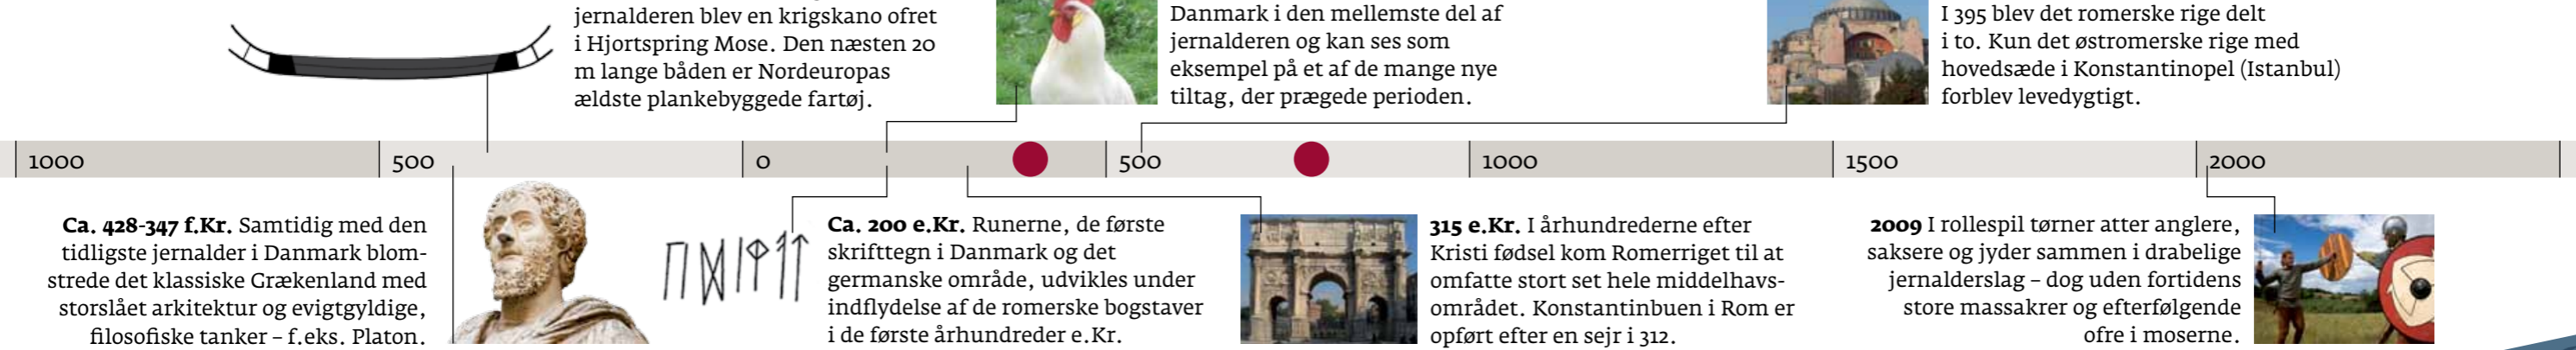 jernalderen blev en krigskano ofret
i Hjortspring Mose. Den næsten 20
m lange båden er Nordeuropas
ældste plankebyggede fartøj.
Danmark i den mellemste del af
jernalderen og kan ses som
eksempel på et af de mange nye
tiltag, der prægede perioden.
I 395 blev det romerske rige delt
i to. Kun det østromerske rige med
hovedsæde i Konstantinopel (Istanbul)
forblev levedygtigt.
1000
500
0
500
1000
1500
2000
Ca. 428-347 f.Kr. Samtidig med den
tidligste jernalder i Danmark blom-
strede det klassiske Grækenland med
storslået arkitektur og evigtgyldige,
filosofiske tanker – f.eks. Platon.
Ca. 200 e.Kr. Runerne, de første
skrifttegn i Danmark og det
germanske område, udvikles under
indflydelse af de romerske bogstaver
i de første århundreder e.Kr.
315 e.Kr. I århundrederne efter
Kristi fødsel kom Romerriget til at
omfatte stort set hele middelhavs-
området. Konstantinbuen i Rom er
opført efter en sejr i 312.
2009 I rollespil tørner atter anglere,
saksere og jyder sammen i drabelige
jernalderslag – dog uden fortidens
store massakrer og efterfølgende
ofre i moserne.